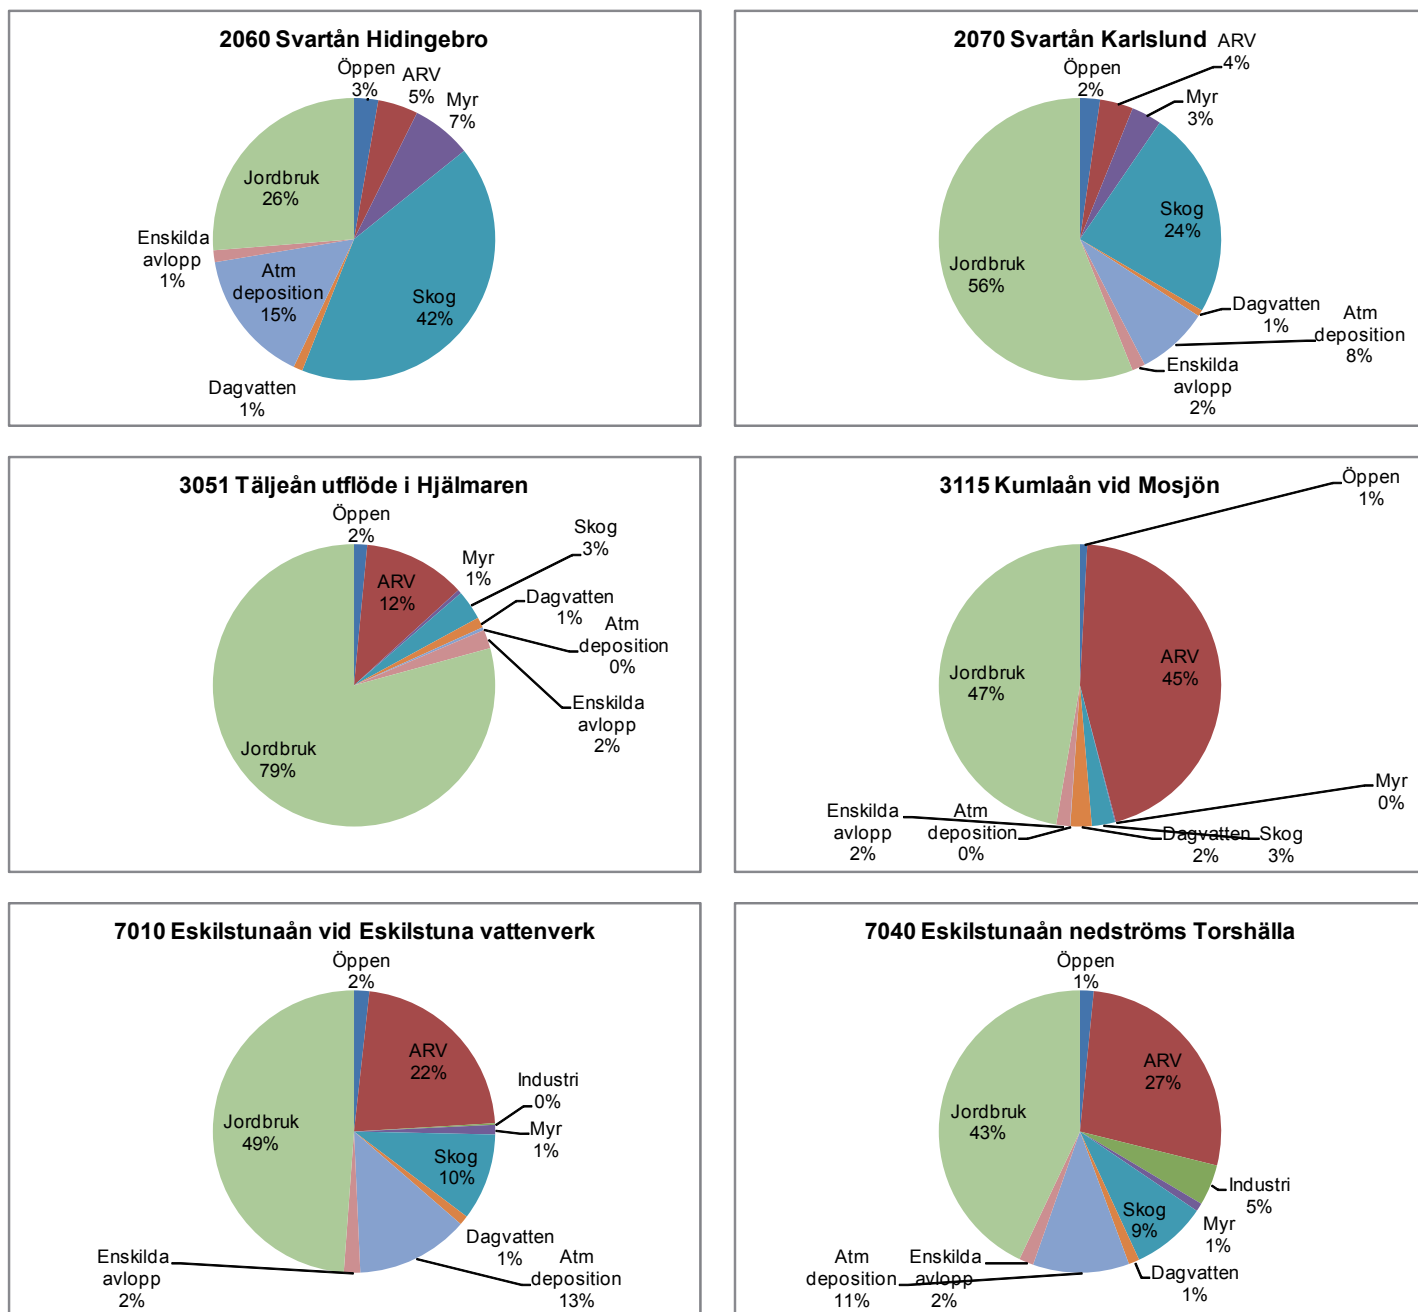 2060 Svartån Hidingebro
Öppen
3%
ARV
5%
Myr
7%
Skog
42%
Dagvatten
1%
Atm
deposition
15%
Enskilda
avlopp
1%
Jordbruk
26%
2070 Svartån Karlslund
Öppen
2%
ARV
4%
Myr
3%
Skog
24%
Dagvatten
1%
Atm
deposition
8%
Enskilda
avlopp
2%
Jordbruk
56%
3051 Täljeån utflöde i Hjälmaren
Öppen
2%
ARV
12%
Myr
1%
Skog
3%
Dagvatten
1%
Atm
deposition
0%
Enskilda
avlopp
2%
Jordbruk
79%
3115 Kumlaån vid Mosjön
Öppen
1%
ARV
45%
Myr
0%
Skog
3%
Dagvatten
2%
Atm
deposition
0%
Enskilda
avlopp
2%
Jordbruk
47%
7010 Eskilstunaån vid Eskilstuna vattenverk
Öppen
2%
ARV
22%
Industri
0%
Myr
1%
Skog
10%
Dagvatten
1%
Atm
deposition
13%
Enskilda
avlopp
2%
Jordbruk
49%
7040 Eskilstunaån nedströms Torshälla
Öppen
1%
ARV
27%
Industri
5%
Myr
1%
Skog
9%
Dagvatten
1%
Atm
deposition
11%
Enskilda
avlopp
2%
Jordbruk
43%